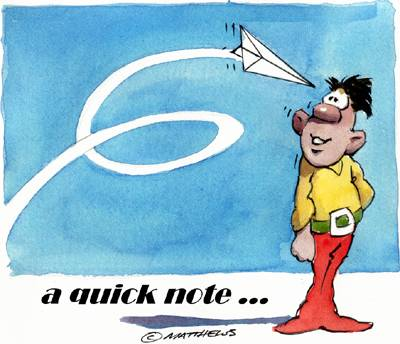 a quick note ...
© MATTHEWS